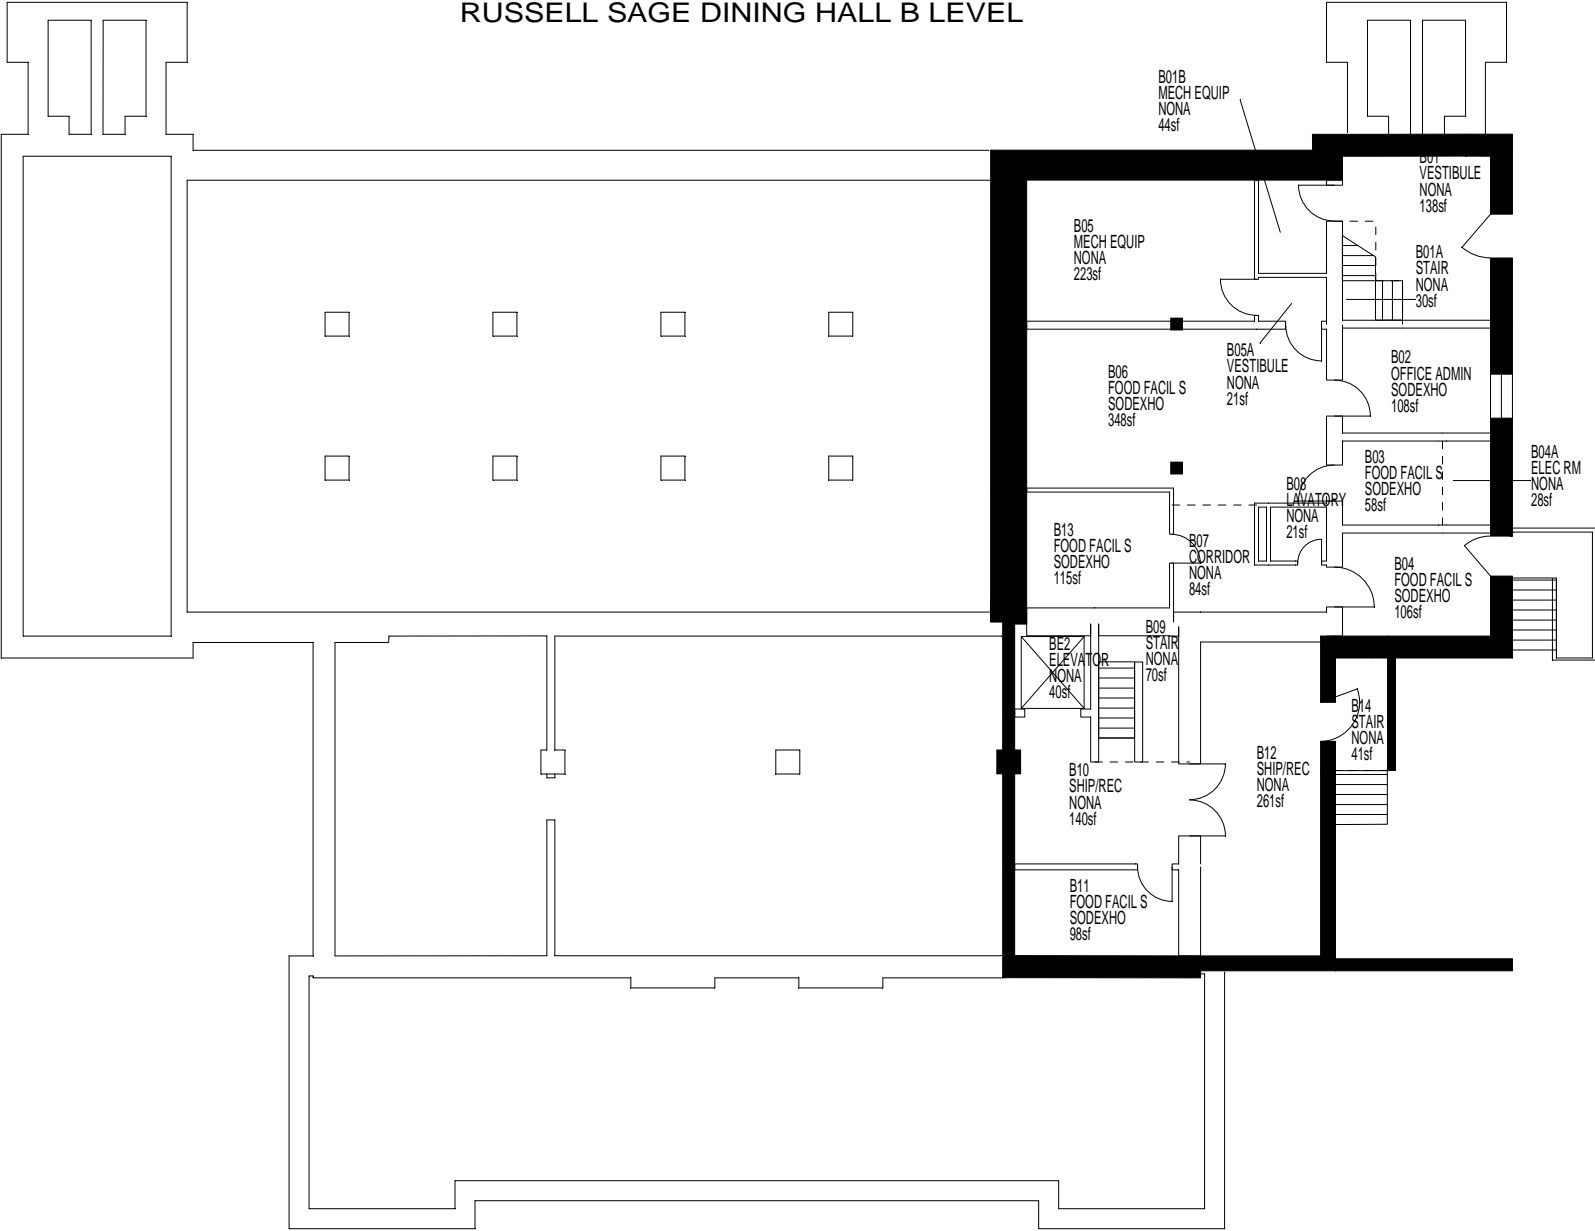 RUSSELL SAGE DINING HALL B LEVEL
B01B
MECH EQUIP
NONA
44sf
B01
VESTIBULE
NONA
138sf
B05
MECH EQUIP
NONA
223sf
B01A
STAIR
NONA
30sf
B05A
VESTIBULE
NONA
21sf
B02
OFFICE ADMIN
SODEXHO
108sf
B06
FOOD FACIL S
SODEXHO
348sf
B03
FOOD FACIL S
SODEXHO
58sf
B04A
ELEC RM
NONA
28sf
B08
LAVATORY
NONA
21sf
B13
FOOD FACIL S
SODEXHO
115sf
B07
CORRIDOR
NONA
84sf
B04
FOOD FACIL S
SODEXHO
106sf
BE2
ELEVATOR
NONA
40sf
B09
STAIR
NONA
70sf
B14
STAIR
NONA
41sf
B10
SHIP/REC
NONA
140sf
B12
SHIP/REC
NONA
261sf
B11
FOOD FACIL S
SODEXHO
98sf